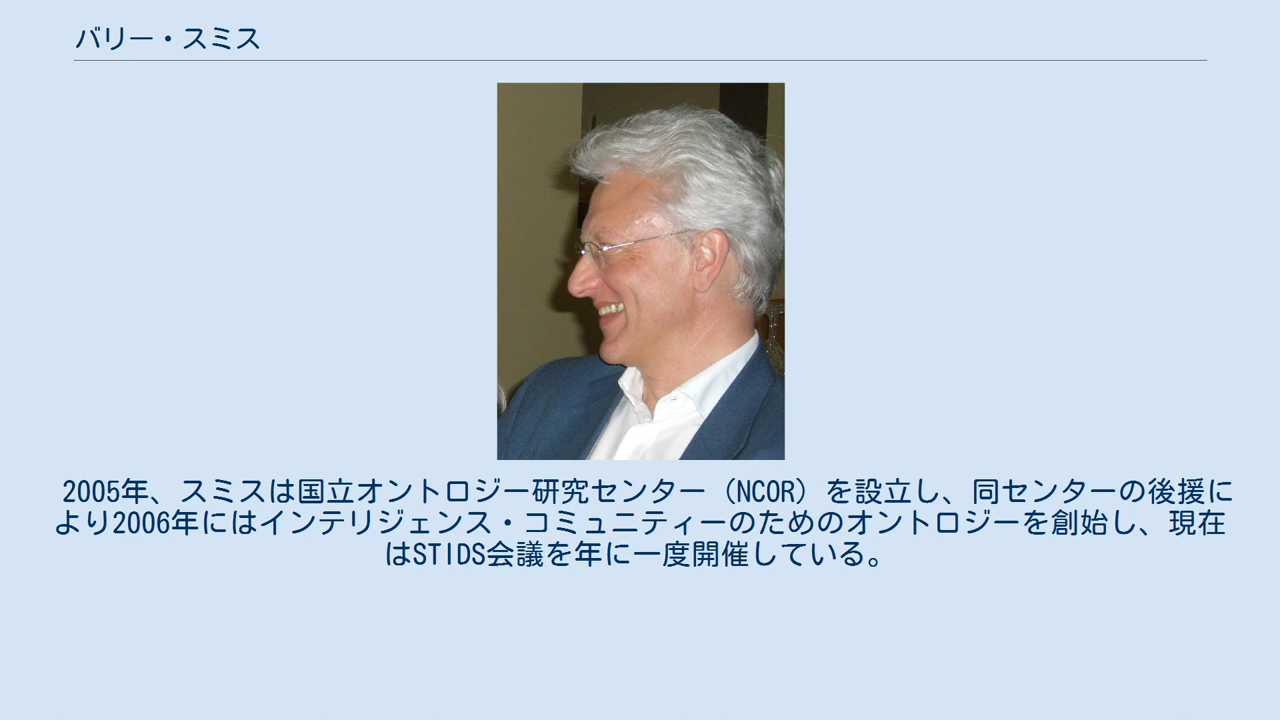 バリー・スミス
2005年、スミスは国立オントロジー研究センター（NCOR）を設立し、同センターの後援に
より2006年にはインテリジェンス・コミュニティーのためのオントロジーを創始し、現在
はSTIDS会議を年に一度開催している。